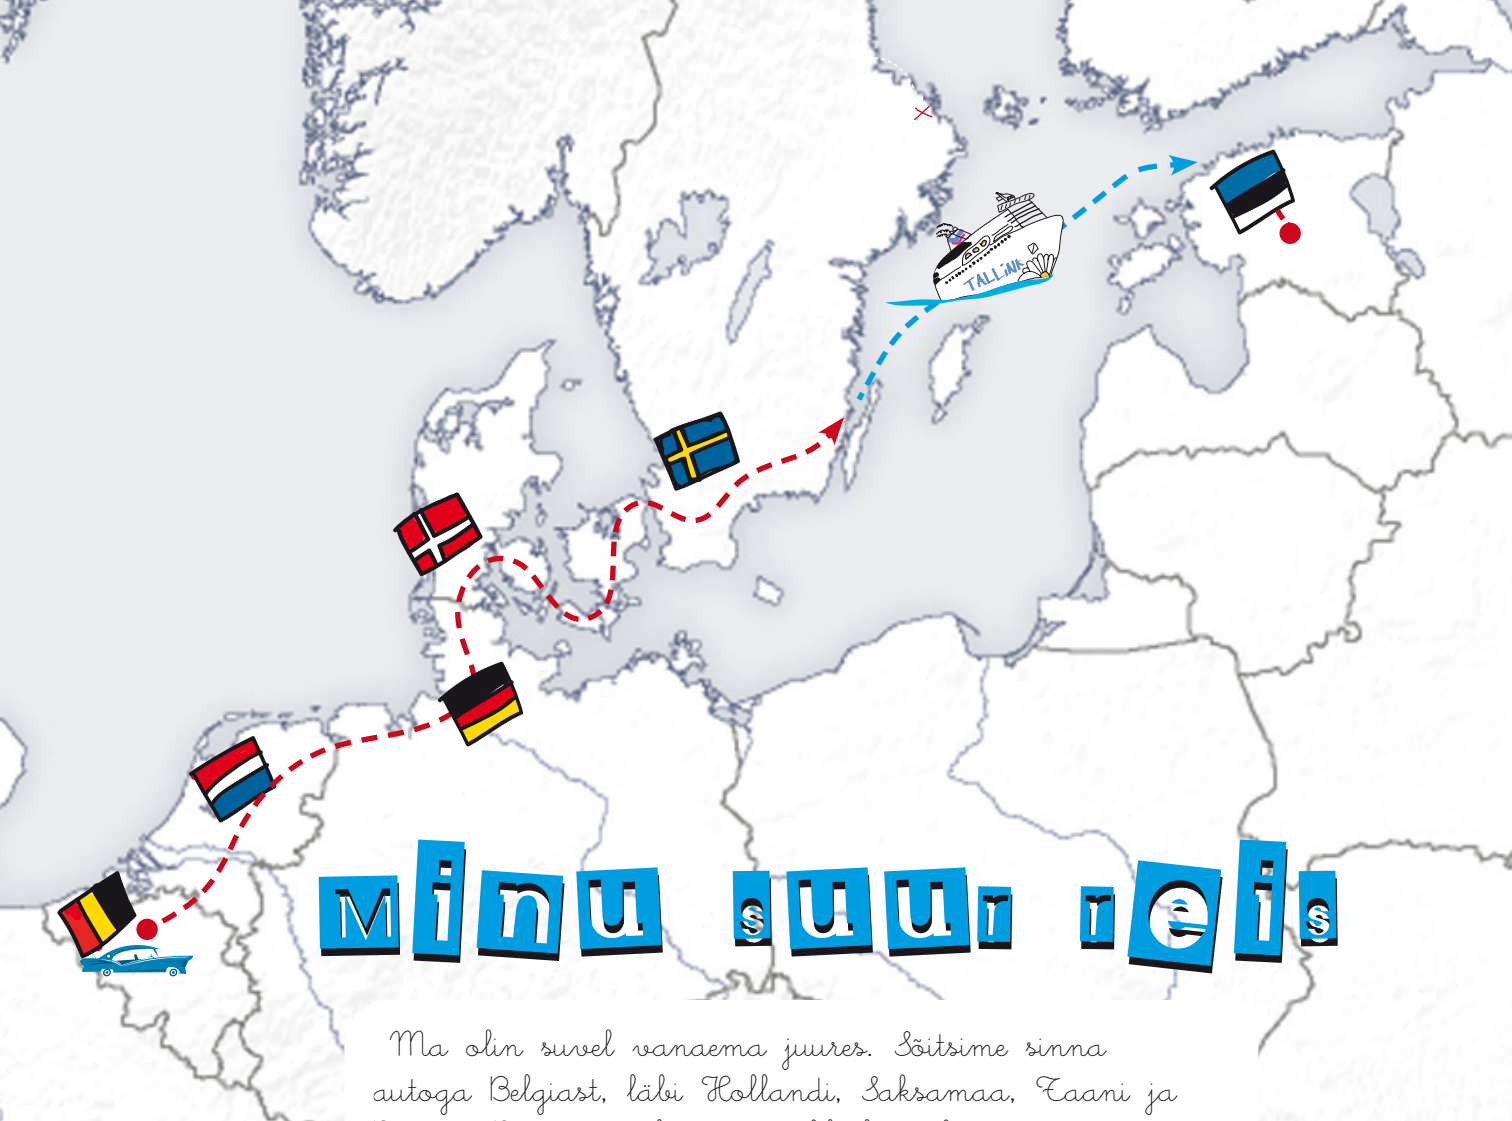 TALLINK
Minu suur reis
Ma olin suvel vanaema juures. Sõitsime sinna
autoga Belgiast, läbi Hollandi, Saksamaa, Taani ja